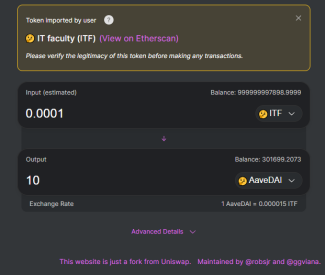 Token imported by user ?
IT faculty (ITF) (View on Etherscan)
Please verify the legitimacy of this token before making any transactions.
Input (estimated) Balance: 999999997898.9999
0.0001 ITF
Output Balance: 301699.2073
10 AaveDAI
Exchange Rate 1 AaveDAI = 0.000015 ITF
Advanced Details
This website is just a fork from Uniswap. Maintained by @robsjr and @ggviana.